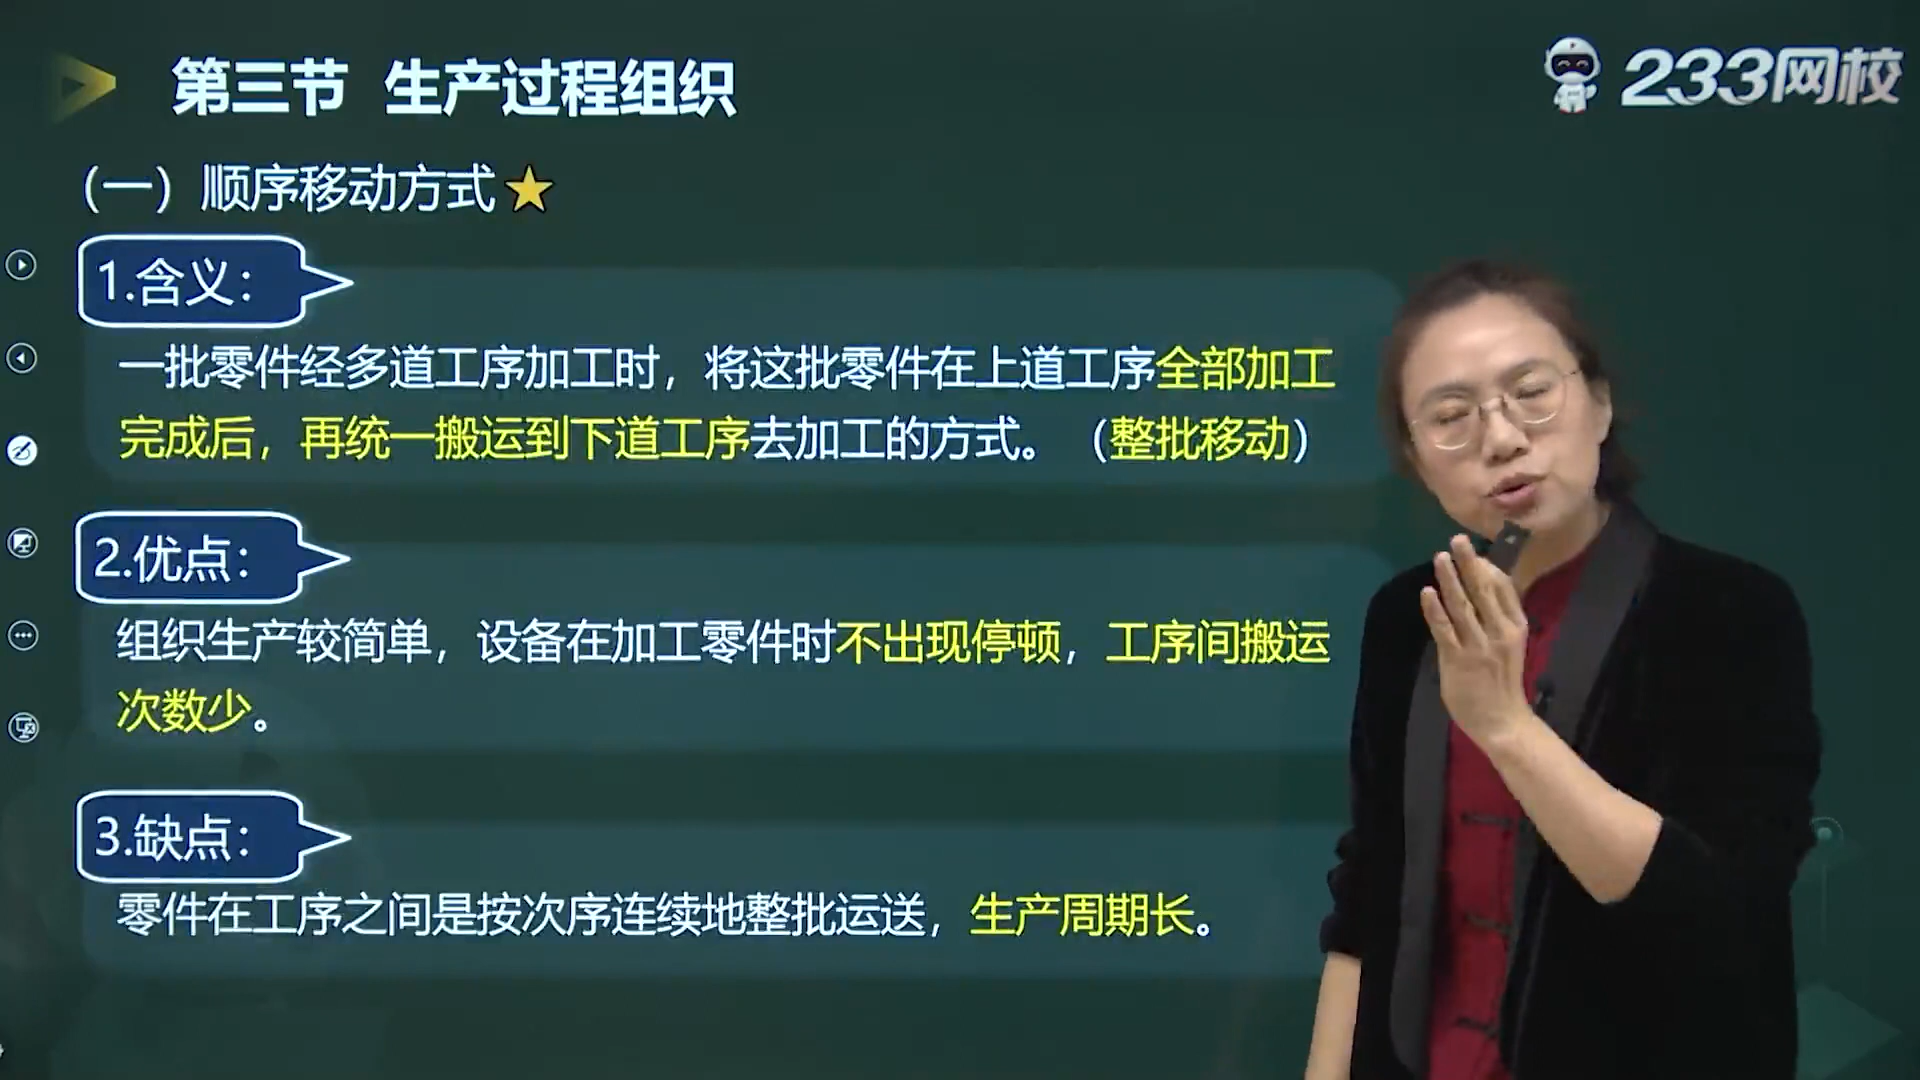 第三节 生产过程组织
233网校
（一）顺序移动方式
1.含义：
一批零件经多道工序加工时，将这批零件在上道工序全部加工
完成后，再统一搬运到下道工序去加工的方式。（整批移动）
2.优点：
组织生产较简单，设备在加工零件时不出现停顿，工序间搬运
次数少。
3.缺点：
零件在工序之间是按次序连续地整批运送，生产周期长。